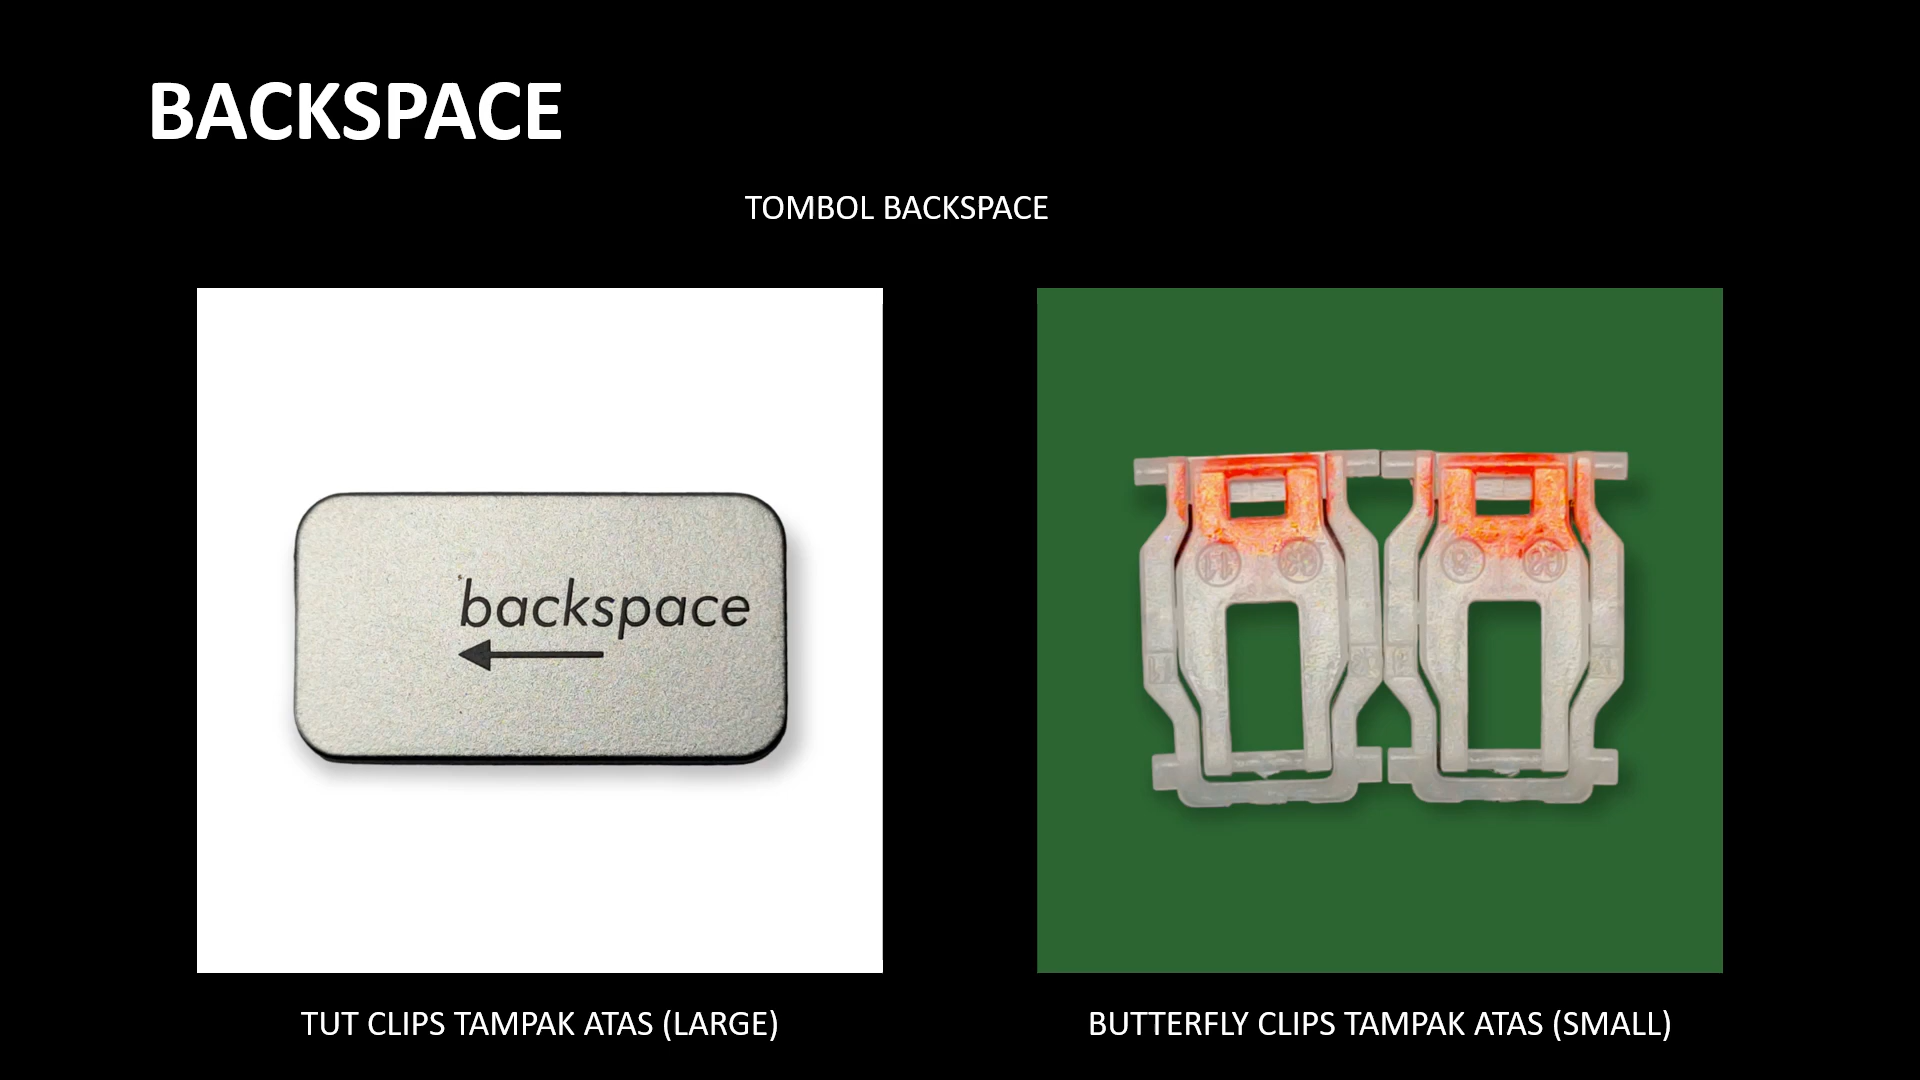 BACKSPACE
TOMBOL BACKSPACE
backspace
TUT CLIPS TAMPAK ATAS (LARGE)
BUTTERFLY CLIPS TAMPAK ATAS (SMALL)